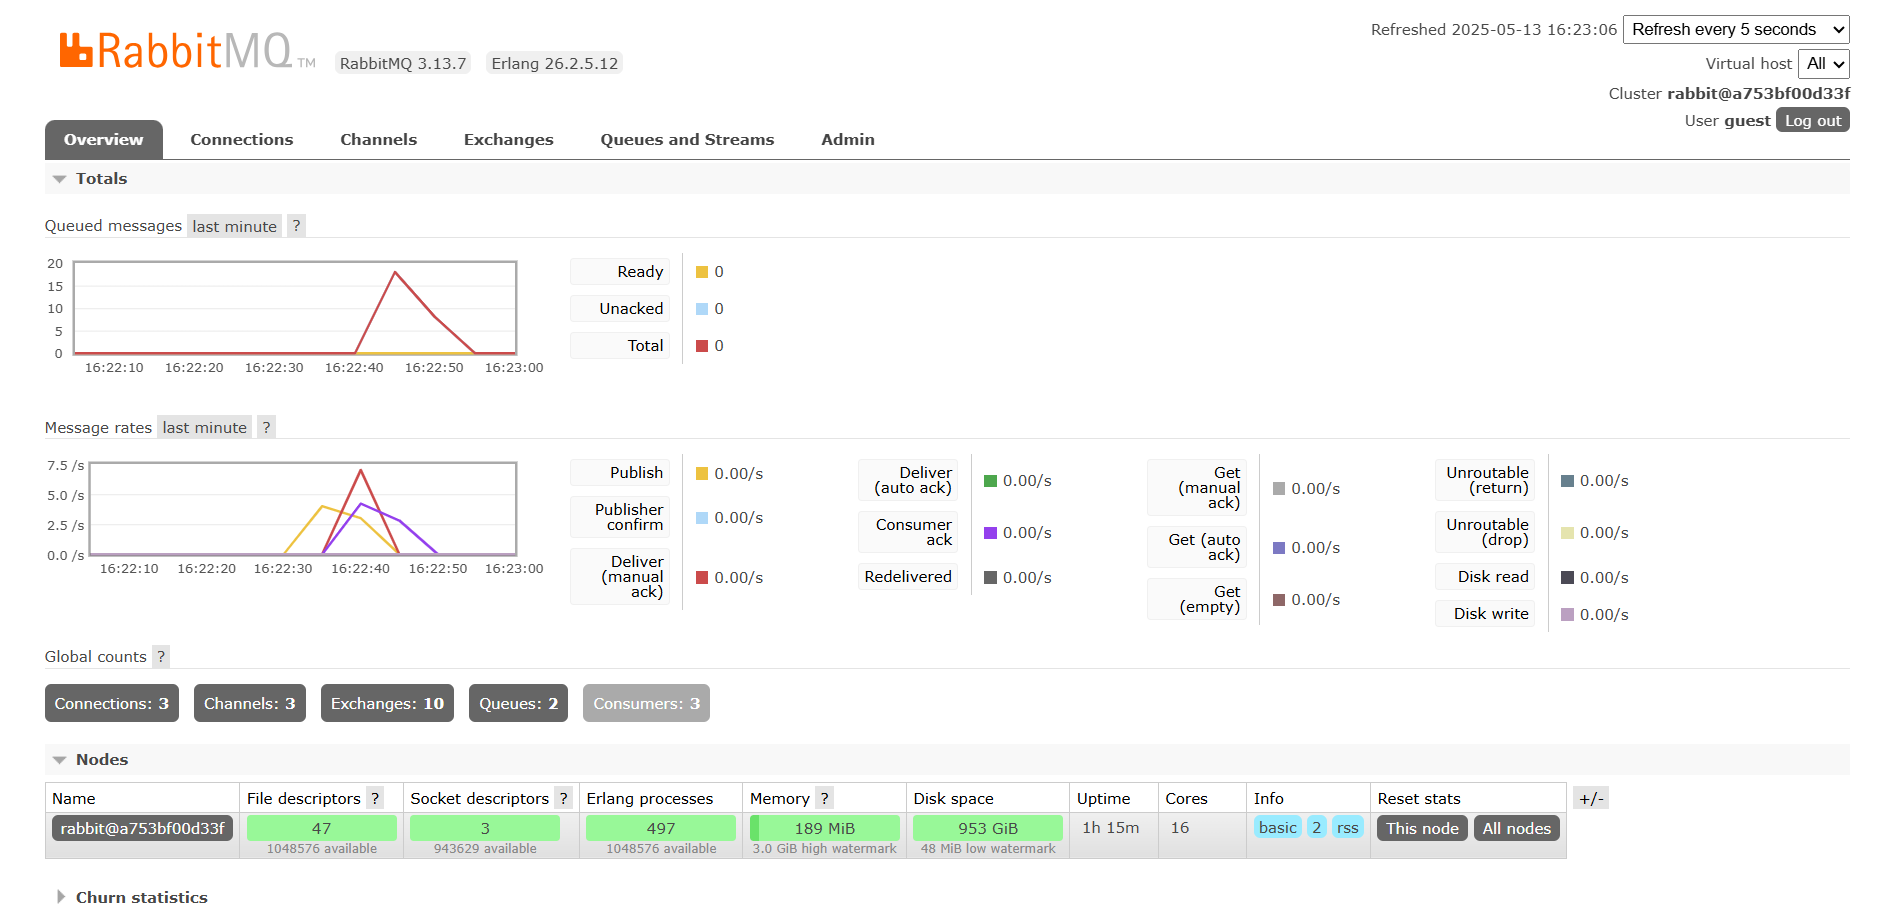 RabbitMQ TM RabbitMQ 3.13.7 Erlang 26.2.5.12
Refreshed 2025-05-13 16:23:06 Refresh every 5 seconds
Virtual host All
Cluster rabbit@a753bf00d33f
User guest Log out
Overview Connections Channels Exchanges Queues and Streams Admin
Totals
Queued messages last minute ?
20
15
10
5
0
16:22:10 16:22:20 16:22:30 16:22:40 16:22:50 16:23:00
Ready 0
Unacked 0
Total 0
Message rates last minute ?
7.5 /s
5.0 /s
2.5 /s
0.0 /s
16:22:10 16:22:20 16:22:30 16:22:40 16:22:50 16:23:00
Publish 0.00/s
Publisher
confirm 0.00/s
Deliver
(manual
ack) 0.00/s
Deliver
(auto ack) 0.00/s
Consumer
ack 0.00/s
Redelivered 0.00/s
Get
(manual
ack) 0.00/s
Get (auto
ack) 0.00/s
Get
(empty) 0.00/s
Unroutable
(return) 0.00/s
Unroutable
(drop) 0.00/s
Disk read 0.00/s
Disk write 0.00/s
Global counts ?
Connections: 3 Channels: 3 Exchanges: 10 Queues: 2 Consumers: 3
Nodes
Name File descriptors ? Socket descriptors ? Erlang processes Memory ? Disk space Uptime Cores Info Reset stats +/-
rabbit@a753bf00d33f 47 3 497 189 MiB 953 GiB 1h 15m 16 basic 2 rss This node All nodes
1048576 available 943629 available 1048576 available 3.0 GiB high watermark 48 MiB low watermark
Churn statistics